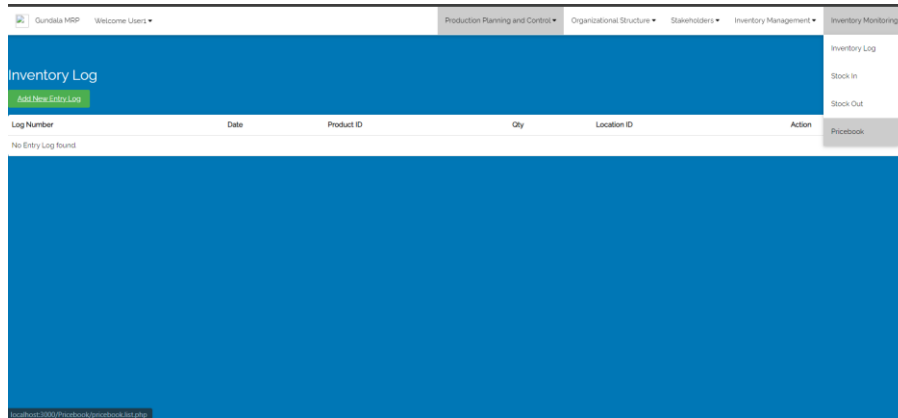 Gundala MRP Welcome User1 Production Planning and Control Organizational Structure Stakeholders Inventory Management Inventory Monitoring
Inventory Log
Stock In
Stock Out
Pricebook
Inventory Log
Add New Entry Log
Log Number Date Product ID Qty Location ID Action
No Entry Log found
localhost:3000/Pricebook/pricebook.list.php